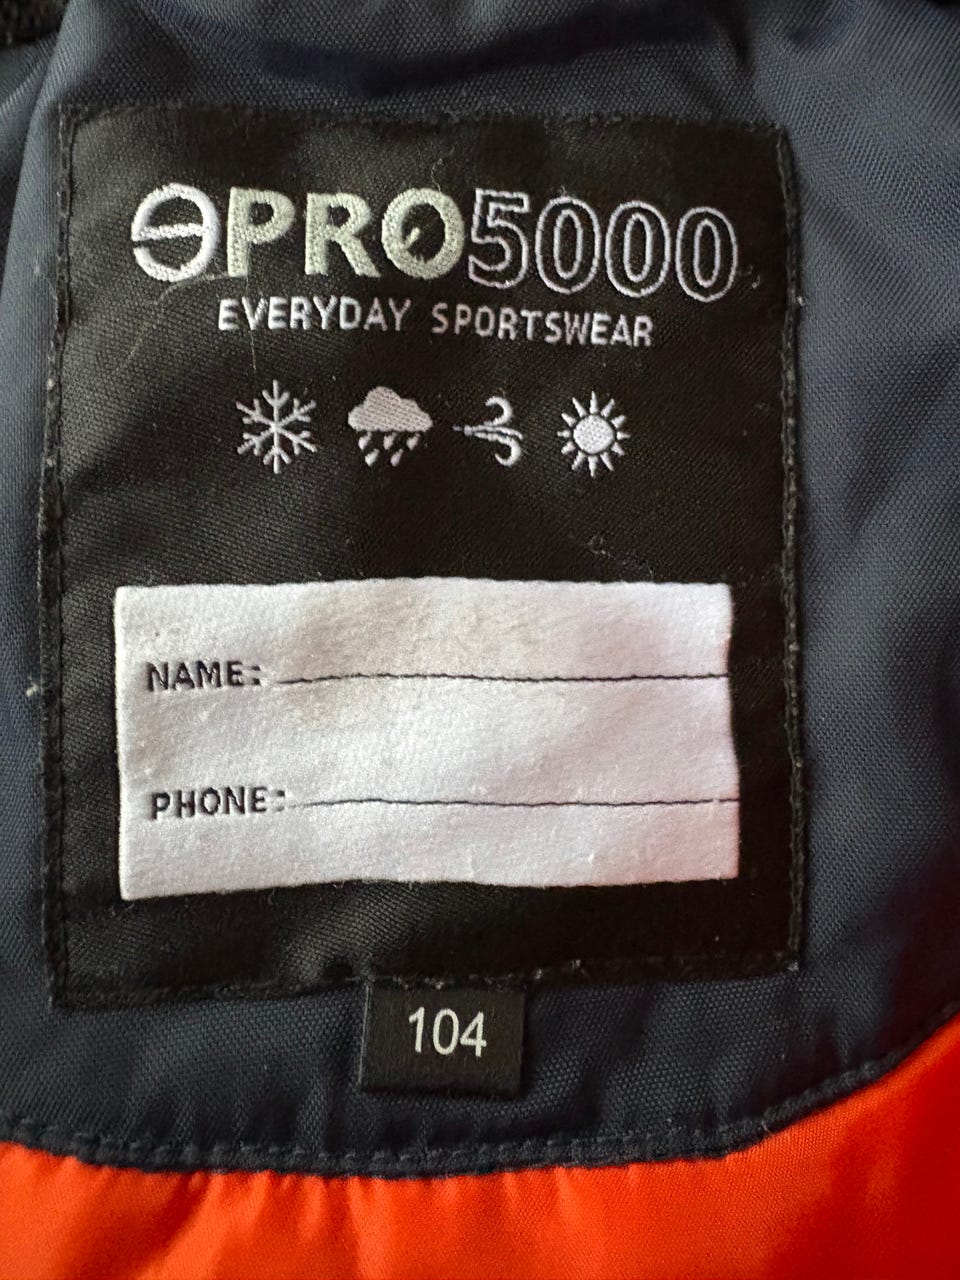 PRO5000
EVERYDAY SPORTSWEAR
NAME:
PHONE:
104